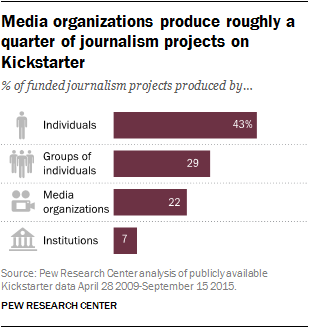 Media organizations produce roughly a
quarter of journalism projects on
Kickstarter
% of funded journalism projects produced by...
Individuals 43%
Groups of
individuals 29
Media
organizations 22
Institutions 7
Source: Pew Research Center analysis of publicly available
Kickstarter data April 28 2009-September 15 2015.
PEW RESEARCH CENTER